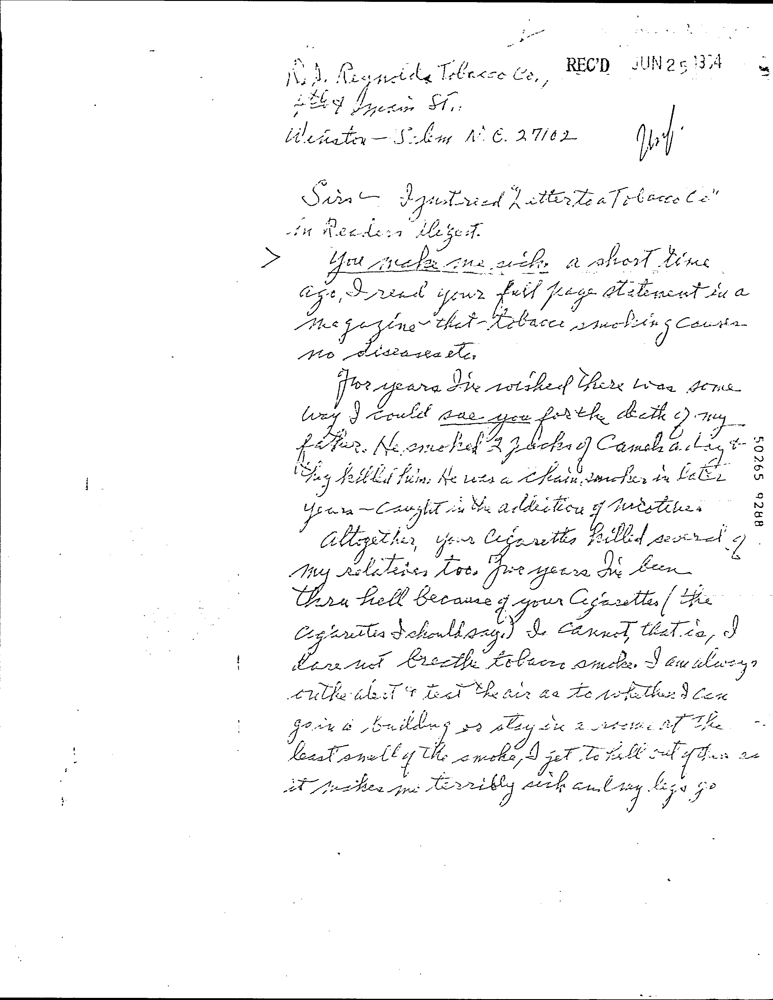 R.J. Reynolds Tobacco Co.,
REC'D JUN 25 1984
4th & Main St.
Winston-Salem N.C. 27102
Sirs - I just read "Letter to a Tobacco Co"
in Readers Digest.
> You make me sick. a short time
ago, I read your full page statement in a
magazine that tobacco smoking causes
no diseases etc.
For years I've wished there was some
way I could sue you for the death of my
father. He smoked 2 packs of Camels a day &
they killed him. He was a chain smoker in later
years - caught in the addiction of nicotine.
Altogether, your Cigarettes killed several of
my relatives too. For years I've been
thru hell because of your Cigarettes (the
cigarettes I should say.) I cannot, that is, I
dare not breathe tobacco smoke. I am always
on the alert & test the air as to whether I can
go in a building or stay in a room. At the
least smell of the smoke, I get to hell out of there as
it makes me terribly sick and my legs go
50265 9288